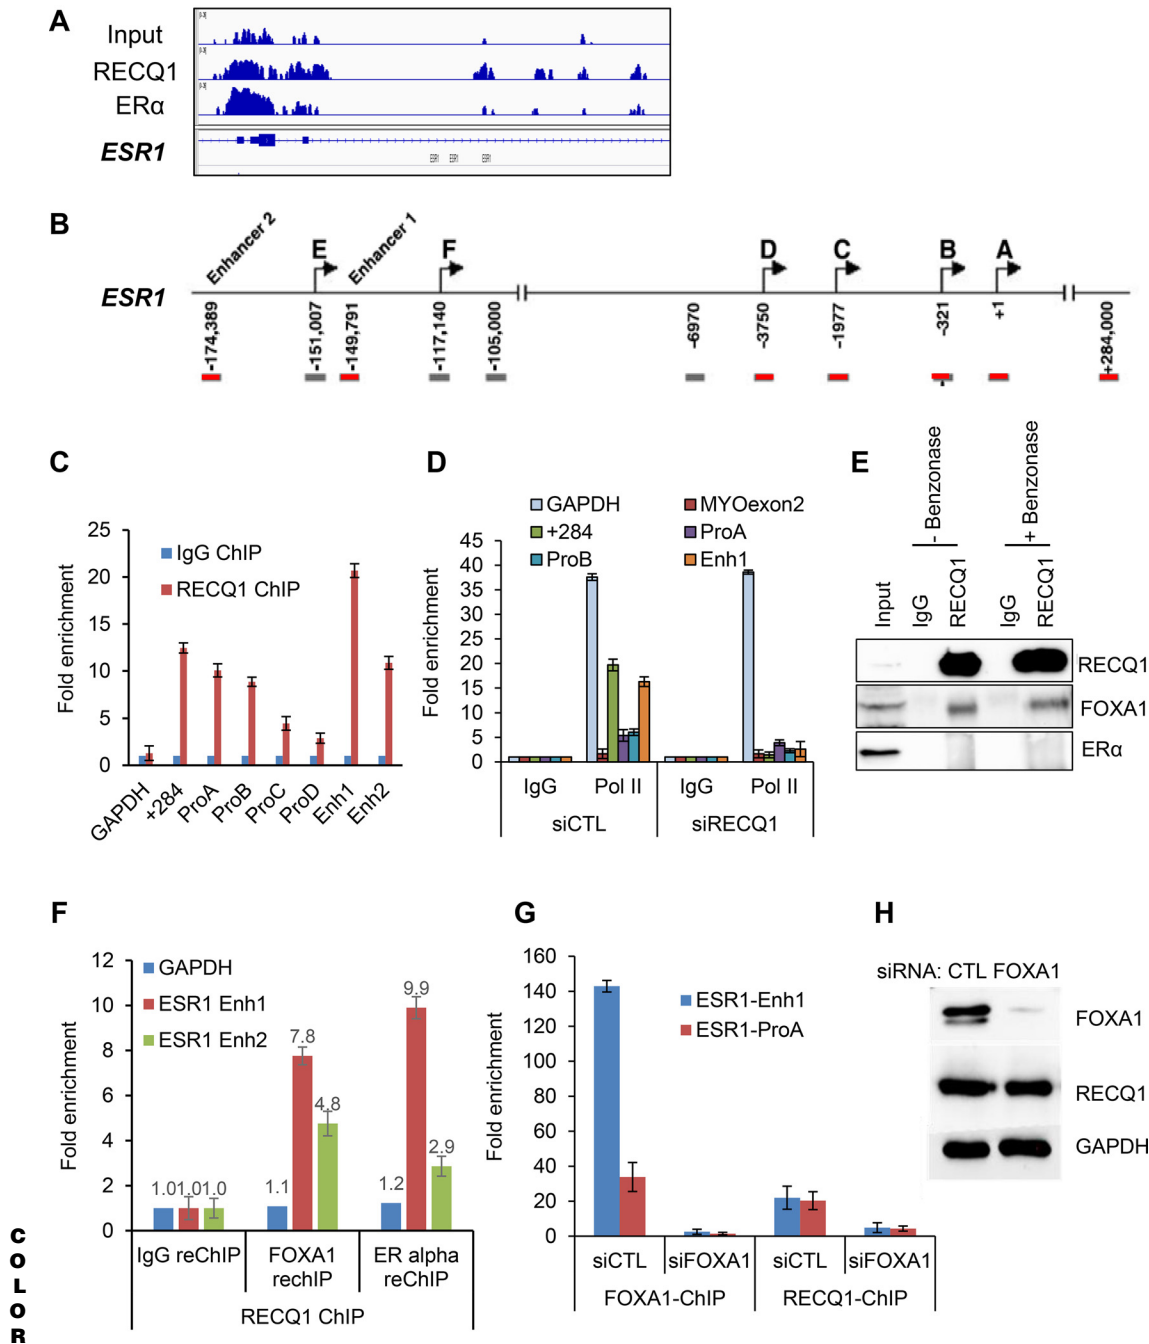 A
Input
RECQ1
ERα
ESR1
ESR1 ESR1 ESR1
B
Enhancer 2
E
Enhancer 1
F
D
C
B
A
ESR1
-174,389
-151,007
-149,791
-117,140
-105,000
-6970
-3750
-1977
-321
+1
+284,000
C
Fold enrichment
25
20
15
10
5
0
IgG ChIP
RECQ1 ChIP
GAPDH
+284
ProA
ProB
ProC
ProD
Enh1
Enh2
D
GAPDH
MYOexon2
+284
ProA
ProB
Enh1
Fold enrichment
45
40
35
30
25
20
15
10
5
0
IgG
Pol II
IgG
Pol II
siCTL
siRECQ1
E
- Benzonase
+ Benzonase
Input
IgG
RECQ1
IgG
RECQ1
RECQ1
FOXA1
ERα
F
GAPDH
ESR1 Enh1
ESR1 Enh2
Fold enrichment
12
10
8
6
4
2
0
1.0 1.0 1.0
1.1
7.8
4.8
1.2
9.9
2.9
IgG reChIP
FOXA1
rechIP
ER alpha
reChIP
RECQ1 ChIP
G
ESR1-Enh1
ESR1-ProA
Fold enrichment
160
140
120
100
80
60
40
20
0
siCTL
siFOXA1
siCTL
siFOXA1
FOXA1-ChIP
RECQ1-ChIP
H
siRNA: CTL FOXA1
FOXA1
RECQ1
GAPDH
COLOR